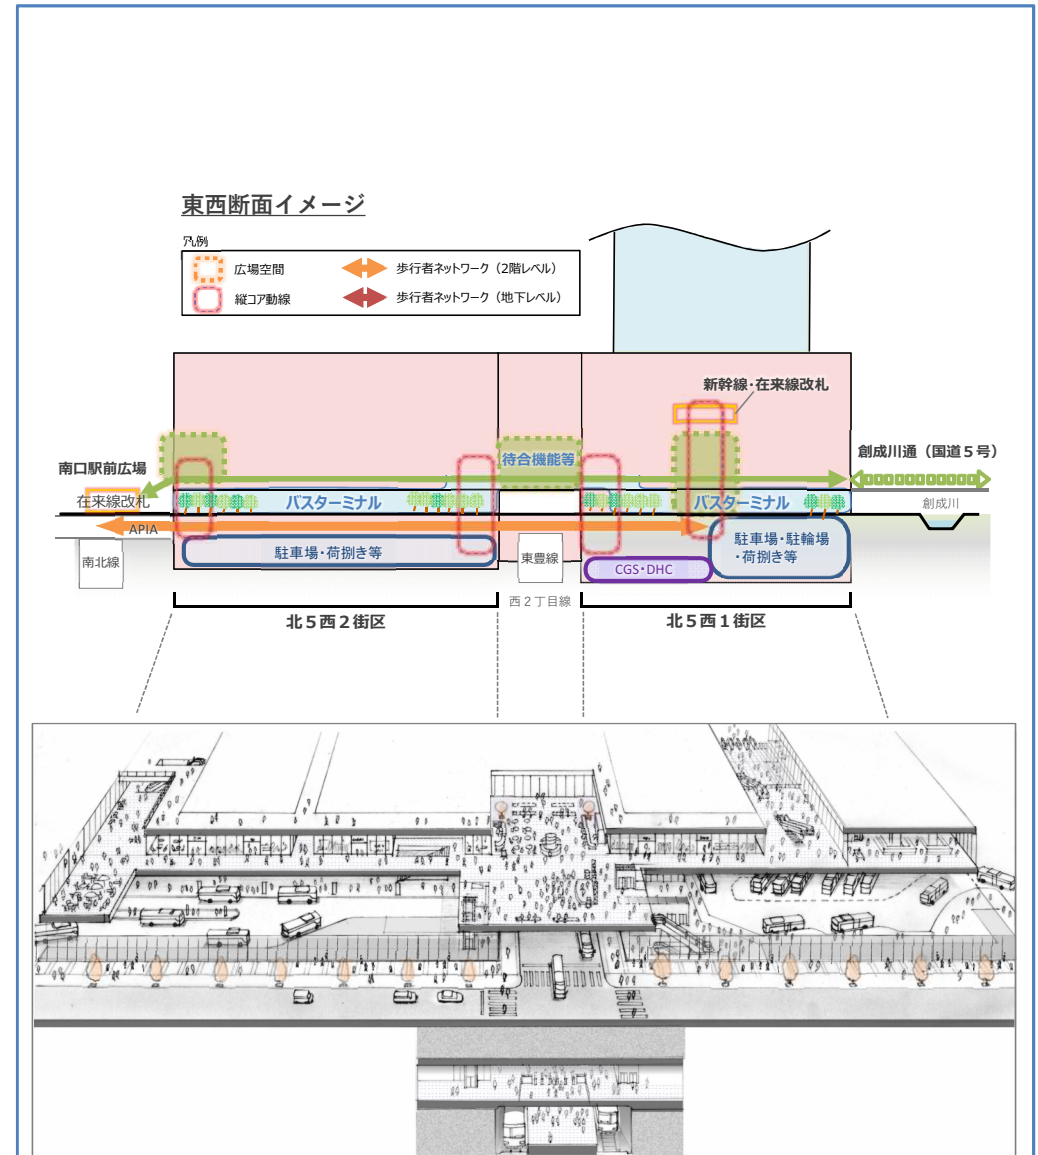 東西断面イメージ
凡例
広場空間
歩行者ネットワーク（2階レベル）
縦コア動線
歩行者ネットワーク（地下レベル）
新幹線・在来線改札
南口駅前広場
待合機能等
創成川通（国道５号）
在来線改札
バスターミナル
バスターミナル
創成川
APIA
南北線
駐車場・荷捌き等
東豊線
駐車場・駐輪場
・荷捌き等
CGS・DHC
西２丁目線
北５西２街区
北５西１街区